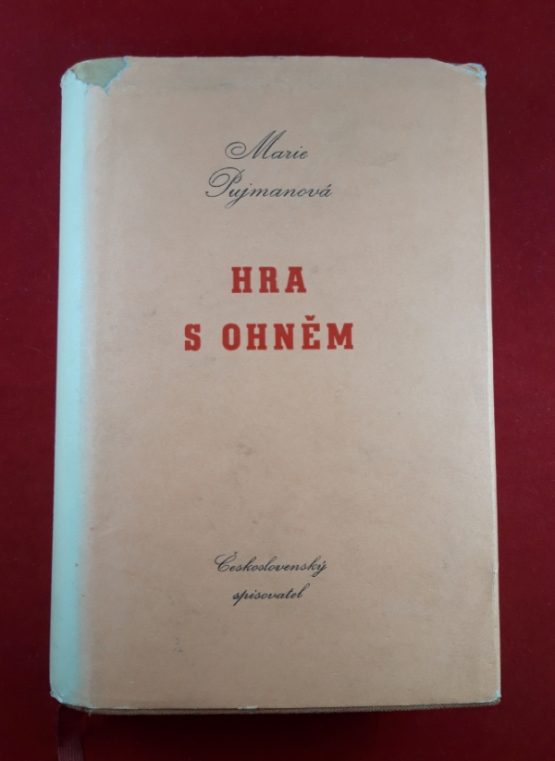 Marie
Pujmanová
HRA
S OHNĚM
Československý
spisovatel